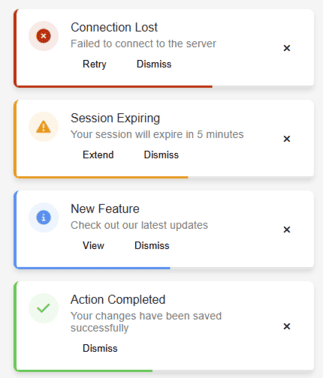 Connection Lost
Failed to connect to the server
Retry Dismiss
Session Expiring
Your session will expire in 5 minutes
Extend Dismiss
New Feature
Check out our latest updates
View Dismiss
Action Completed
Your changes have been saved
successfully
Dismiss